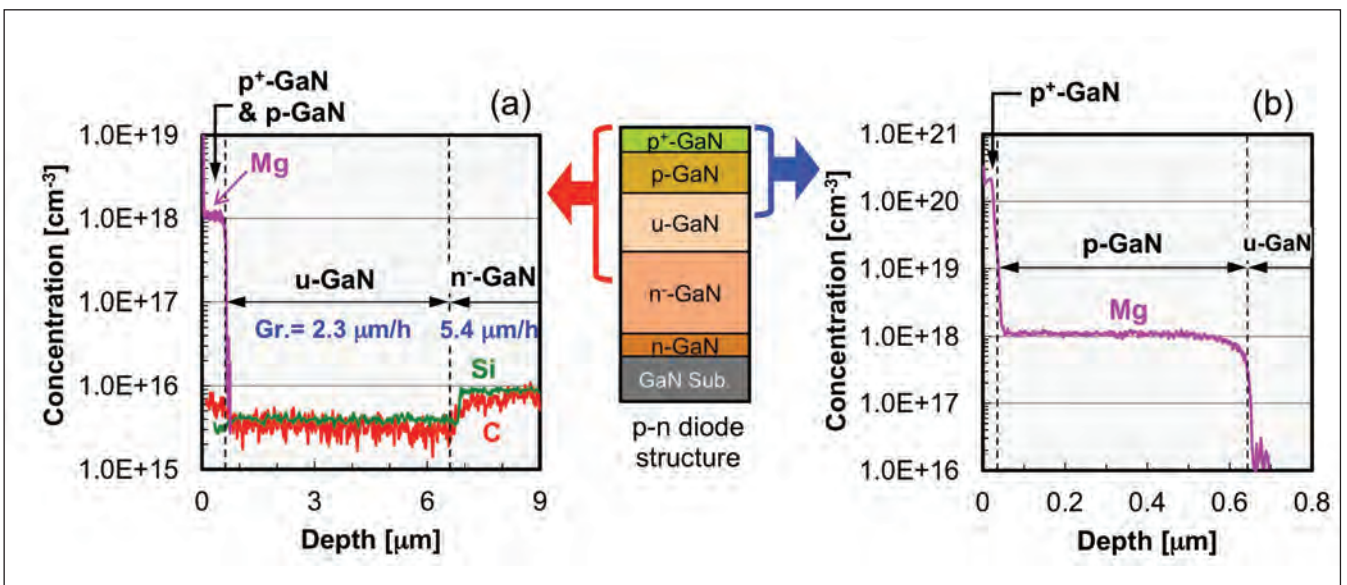 p⁺-GaN
& p-GaN
(a)
1.0E+19
1.0E+18
1.0E+17
1.0E+16
1.0E+15
Concentration [cm⁻³]
Mg
u-GaN
n⁻-GaN
Gr.= 2.3 μm/h
5.4 μm/h
Si
C
0
3
6
9
Depth [μm]
p⁺-GaN
p-GaN
u-GaN
n⁻-GaN
n-GaN
GaN Sub.
p-n diode
structure
p⁺-GaN
(b)
1.0E+21
1.0E+20
1.0E+19
1.0E+18
1.0E+17
1.0E+16
Concentration [cm⁻³]
p-GaN
u-GaN
Mg
0
0.2
0.4
0.6
0.8
Depth [μm]